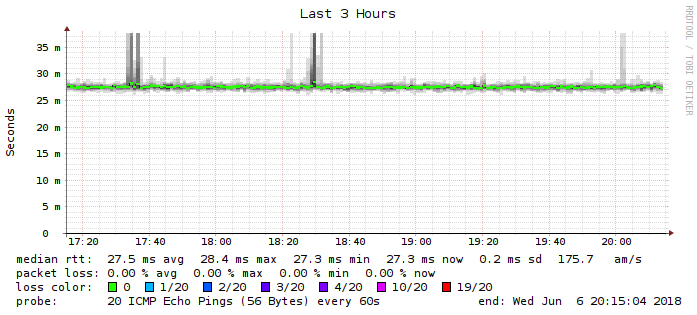 Last 3 Hours
RRDTOOL / TOBI OETIKER
Seconds
35 m
30 m
25 m
20 m
15 m
10 m
5 m
0
17:20 17:40 18:00 18:20 18:40 19:00 19:20 19:40 20:00
median rtt: 27.5 ms avg 28.4 ms max 27.3 ms min 27.3 ms now 0.2 ms sd 175.7 am/s
packet loss: 0.00 % avg 0.00 % max 0.00 % min 0.00 % now
loss color: 0 1/20 2/20 3/20 4/20 10/20 19/20
probe: 20 ICMP Echo Pings (56 Bytes) every 60s end: Wed Jun 6 20:15:04 2018